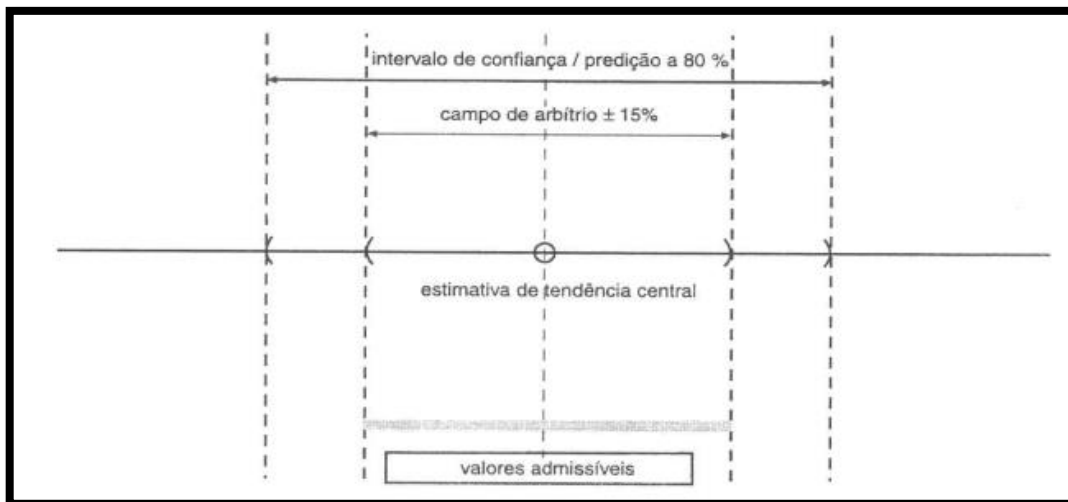 intervalo de confiança / predição a 80 %
campo de arbítrio ± 15%
estimativa de tendência central
valores admissíveis